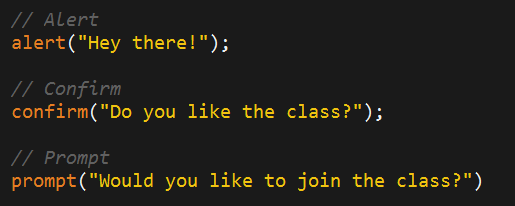 // Alert
alert("Hey there!");
// Confirm
confirm("Do you like the class?");
// Prompt
prompt("Would you like to join the class?")